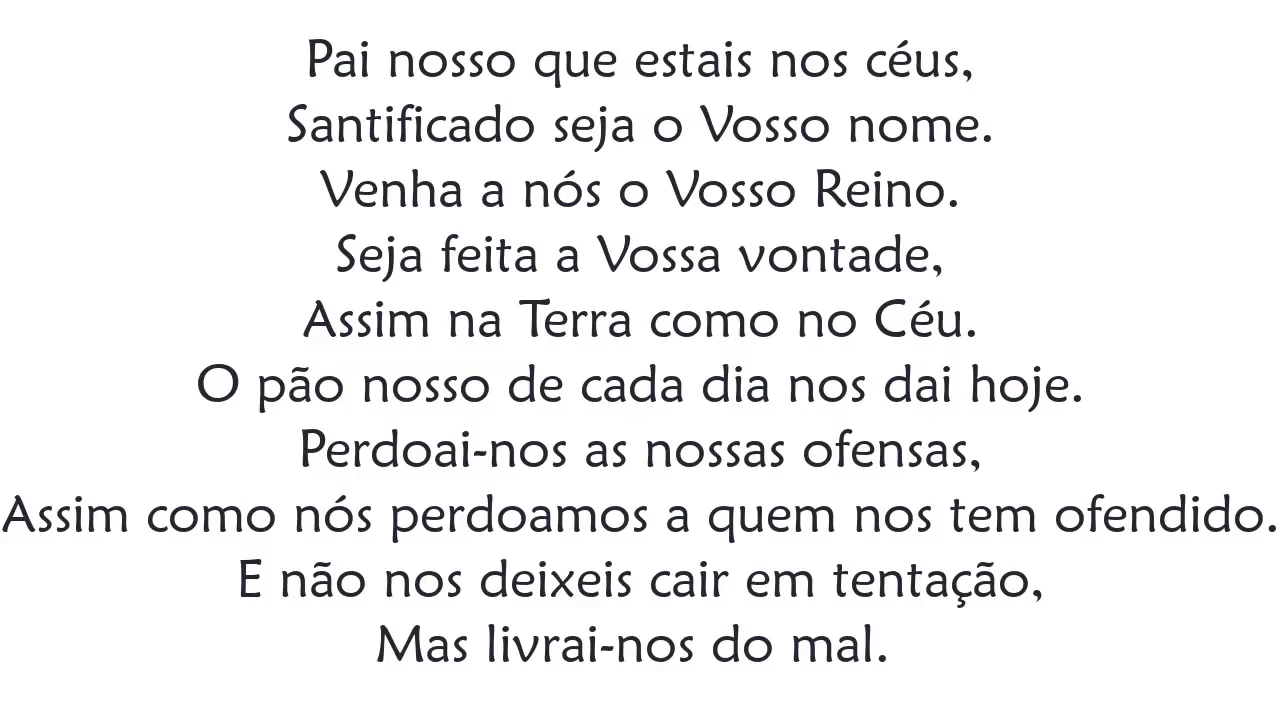 Pai nosso que estais nos céus,
Santificado seja o Vosso nome.
Venha a nós o Vosso Reino.
Seja feita a Vossa vontade,
Assim na Terra como no Céu.
O pão nosso de cada dia nos dai hoje.
Perdoai-nos as nossas ofensas,
Assim como nós perdoamos a quem nos tem ofendido.
E não nos deixeis cair em tentação,
Mas livrai-nos do mal.